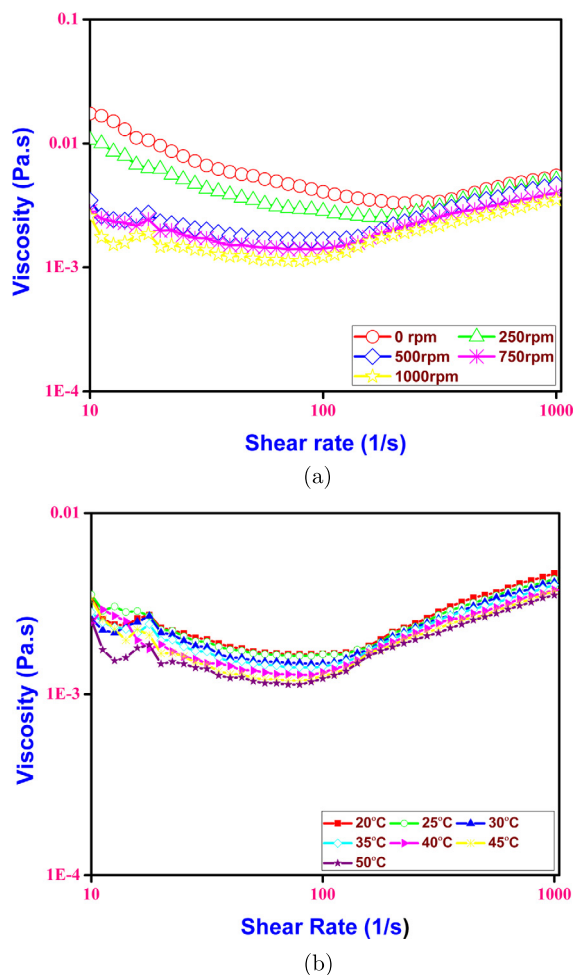 0.1
0.01
1E-3
1E-4
Viscosity (Pa.s)
0 rpm 250rpm
500rpm 750rpm
1000rpm
10 100 1000
Shear rate (1/s)
(a)
0.01
1E-3
1E-4
Viscosity (Pa.s)
20°C 25°C 30°C
35°C 40°C 45°C
50°C
10 100 1000
Shear Rate (1/s)
(b)